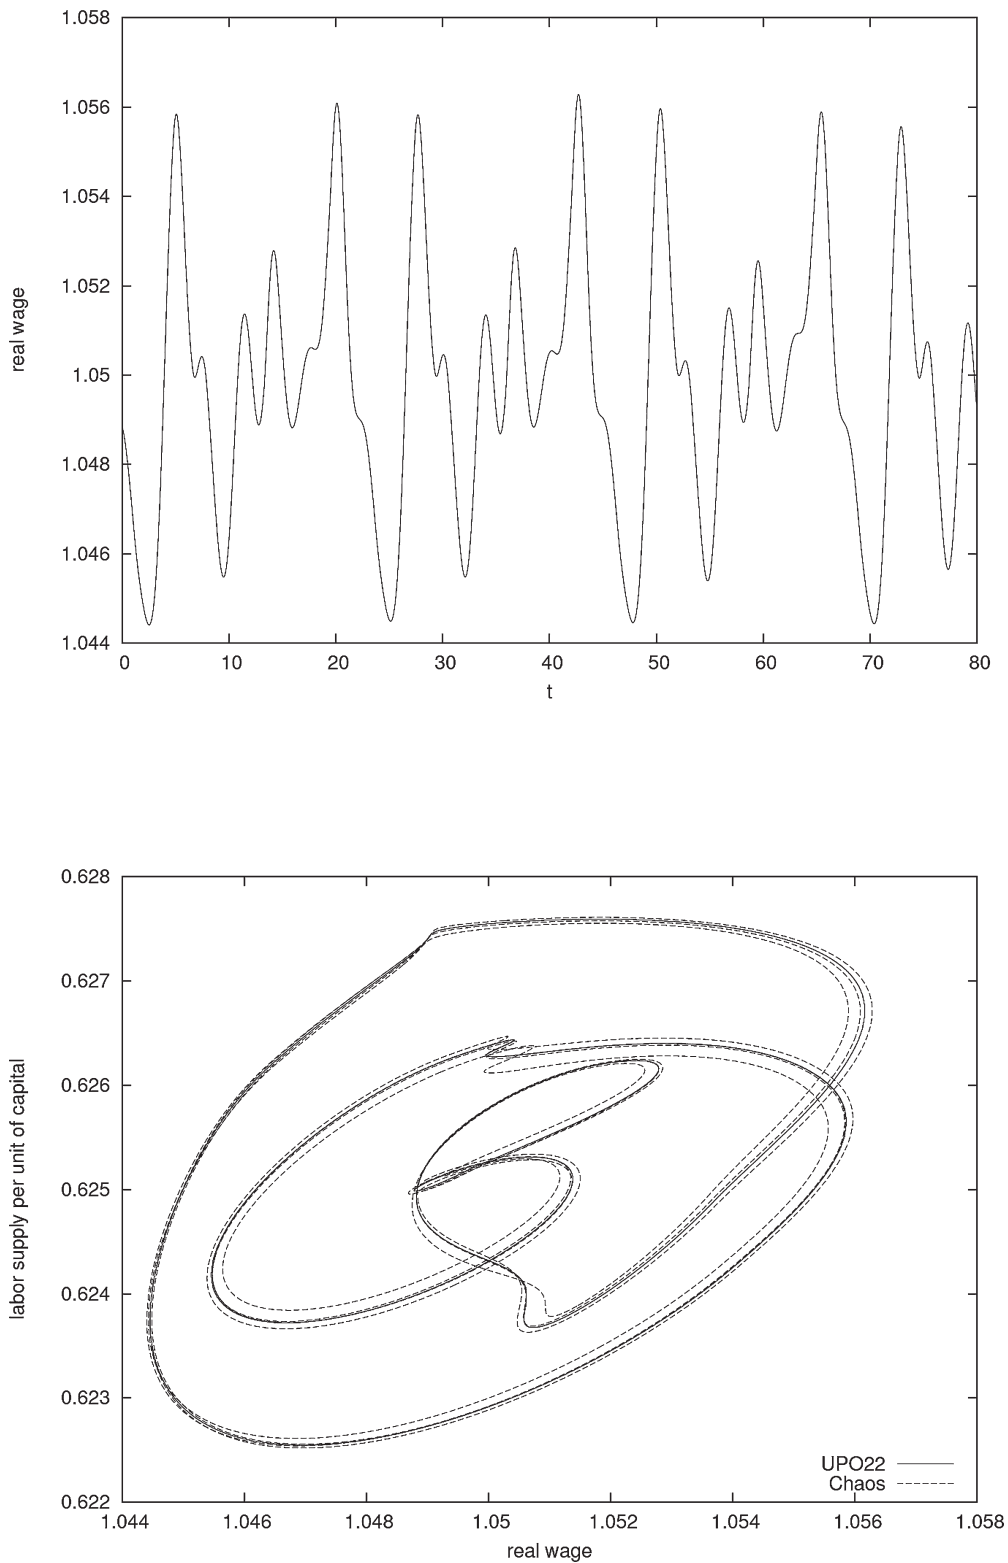 1.058
1.056
1.054
1.052
1.05
1.048
1.046
1.044
real wage
0 10 20 30 40 50 60 70 80
t
0.628
0.627
0.626
0.625
0.624
0.623
0.622
labor supply per unit of capital
UPO22
Chaos
1.044 1.046 1.048 1.05 1.052 1.054 1.056 1.058
real wage